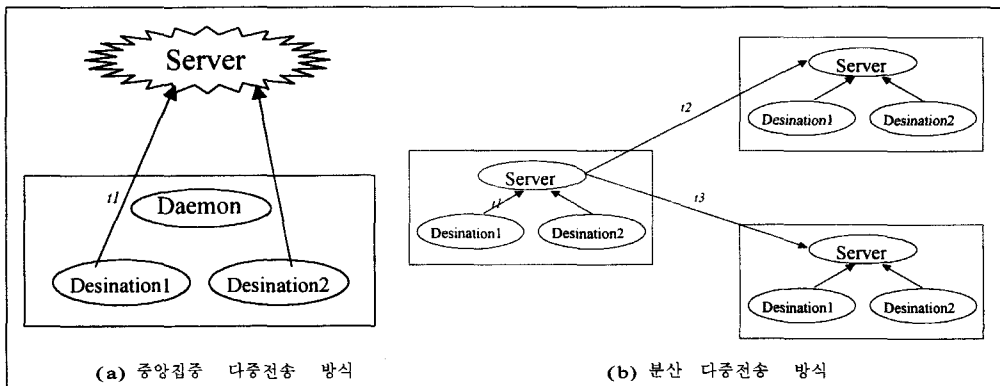 Server
t1
Daemon
Desination1
Desination2
(a) 중앙집중 다중전송 방식
Server
t1
Desination1
Desination2
t2
t3
Server
Desination1
Desination2
Server
Desination1
Desination2
(b) 분산 다중전송 방식